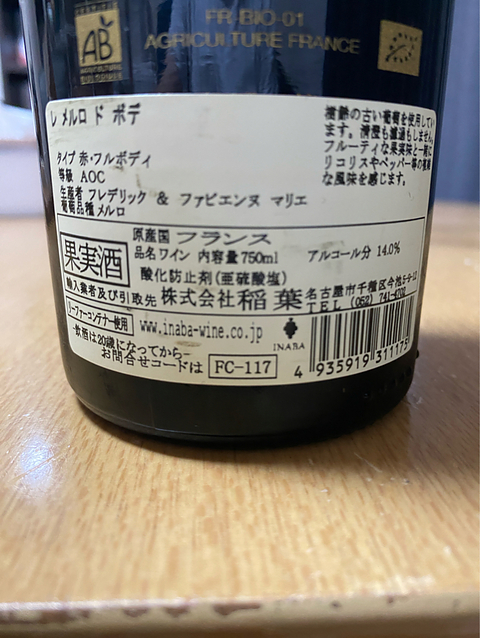 AB
FR-BIO-01
AGRICULTURE FRANCE
レ メルロ ド ボデ
樹齢の古い葡萄を使用してい
ます。清澄も濾過もしません。
フルーティな果実味と一緒に
リコリスやペッパー等の複雑
な風味を感じます。
タイプ 赤・フルボディ
等級 AOC
生産者 フレデリック & ファビエンヌ マリエ
葡萄品種 メルロ
果実酒
原産国 フランス
品名 ワイン 内容量 750ml アルコール分 14.0%
酸化防止剤(亜硫酸塩)
輸入業者及び引取先 株式会社 稲葉 名古屋市千種区今池5-9-12
TEL (052) 741-4702
リーファーコンテナー使用
www.inaba-wine.co.jp
INABA
-飲酒は20歳になってから-
お問合せコードは FC-117
4 935919 311175